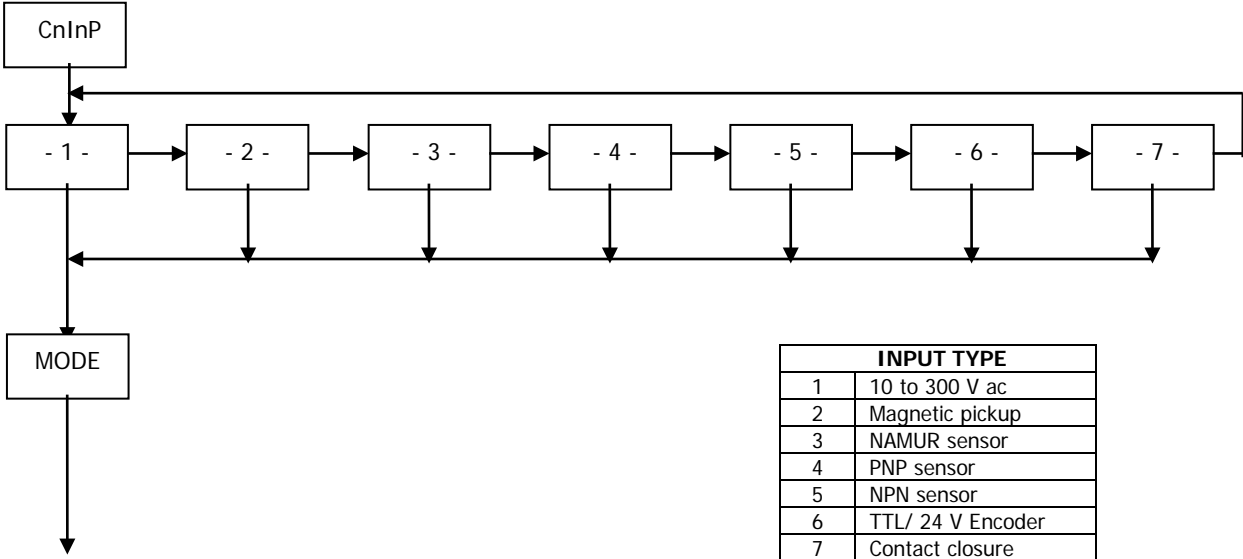 CnInP
- 1 - - 2 - - 3 - - 4 - - 5 - - 6 - - 7 -
MODE
INPUT TYPE
1 10 to 300 V ac
2 Magnetic pickup
3 NAMUR sensor
4 PNP sensor
5 NPN sensor
6 TTL/ 24 V Encoder
7 Contact closure